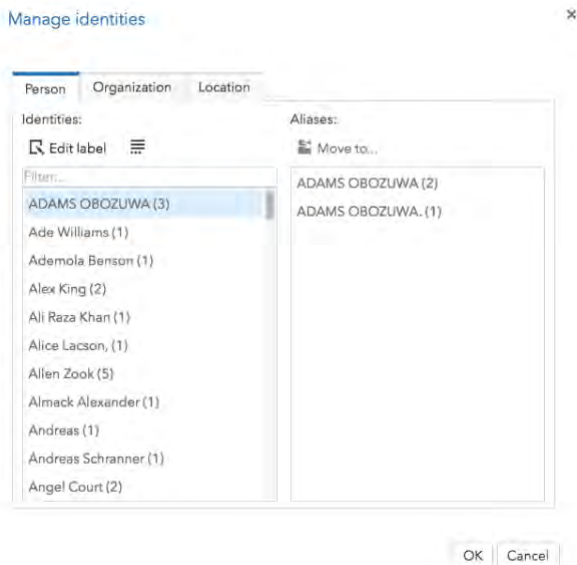 Manage identities
×
Person Organization Location
Identities:
Edit label
Filter...
ADAMS OBOZUWA (3)
Ade Williams (1)
Ademola Benson (1)
Alex King (2)
Ali Raza Khan (1)
Alice Lacson, (1)
Allen Zook (5)
Almack Alexander (1)
Andreas (1)
Andreas Schranner (1)
Angel Court (2)
Aliases:
Move to...
ADAMS OBOZUWA (2)
ADAMS OBOZUWA. (1)
OK Cancel